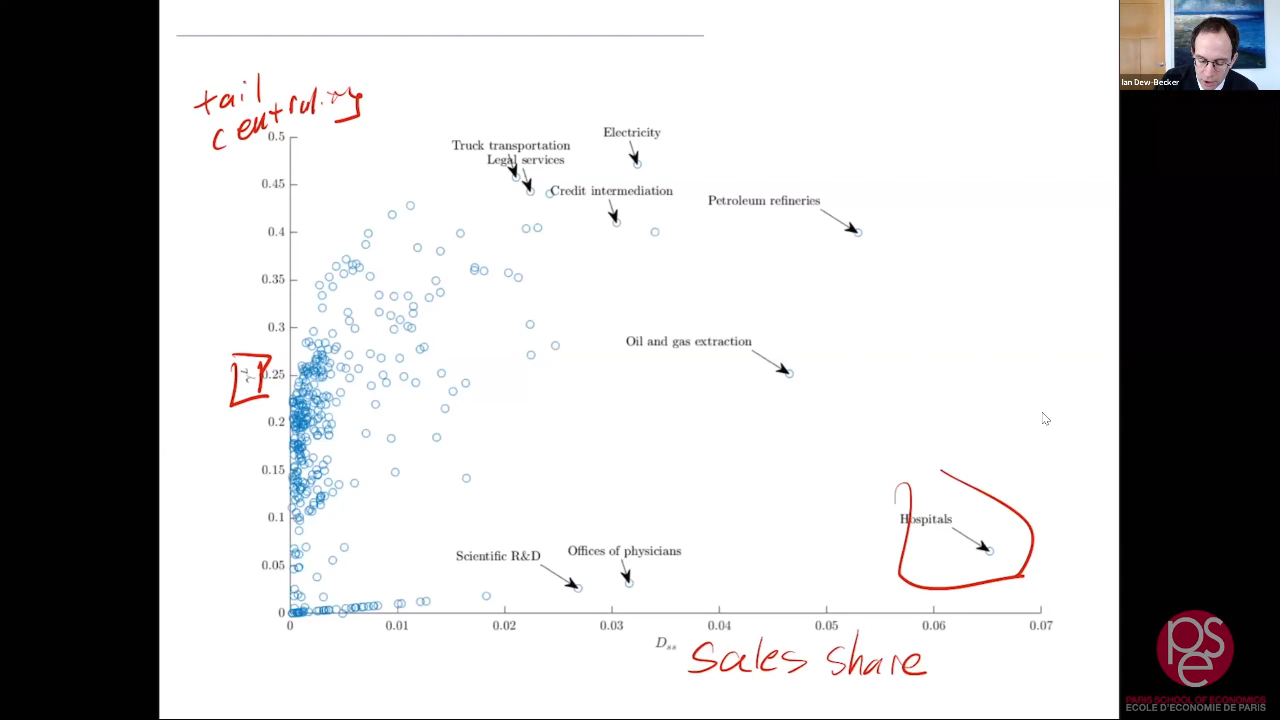 Ian Dew-Becker
tail
centrality
0.5
0.45
0.4
0.35
0.3
0.25
0.2
0.15
0.1
0.05
0
Electricity
Truck transportation
Legal services
Credit intermediation
Petroleum refineries
Oil and gas extraction
Hospitals
Scientific R&D
Offices of physicians
0
0.01
0.02
0.03
0.04
0.05
0.06
0.07
D_ss
sales share
pse
PARIS SCHOOL OF ECONOMICS
ECOLE D'ECONOMIE DE PARIS